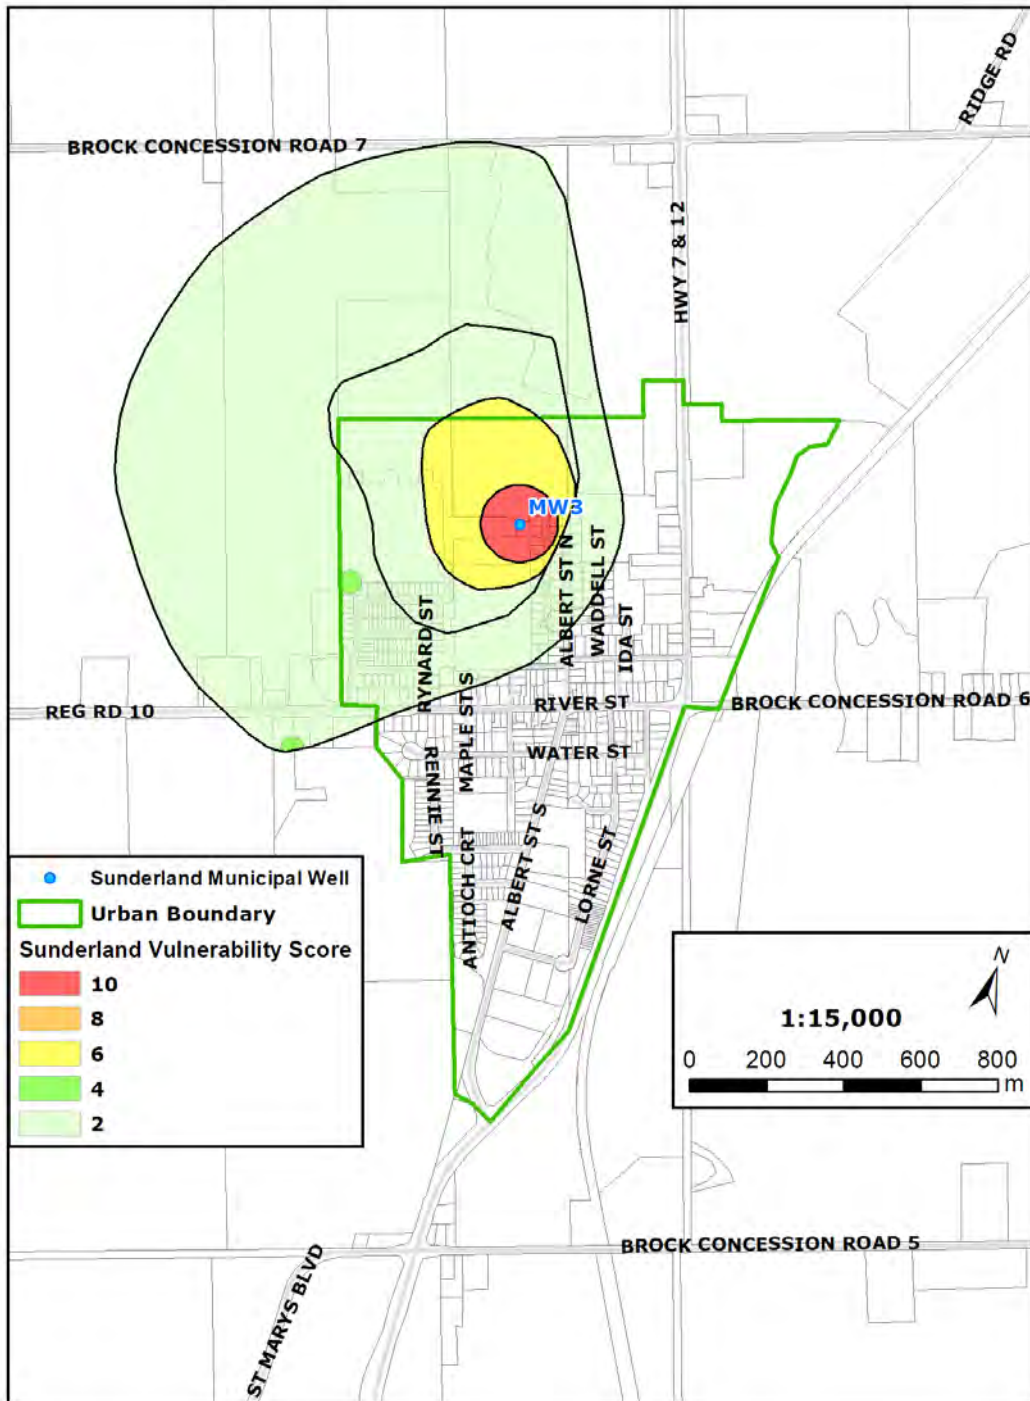 RIDGE RD
BROCK CONCESSION ROAD 7
HWY 7 & 12
MW3
ALBERT ST N
WADDELL ST
IDA ST
RYNARD ST
MAPLE ST S
REG RD 10
RIVER ST
BROCK CONCESSION ROAD 6
WATER ST
RENNIE ST
ANTIOCH CRT
ALBERT ST S
LORNE ST
Sunderland Municipal Well
Urban Boundary
Sunderland Vulnerability Score
10
8
6
4
2
N
1:15,000
0 200 400 600 800
m
BROCK CONCESSION ROAD 5
ST MARYS BLVD